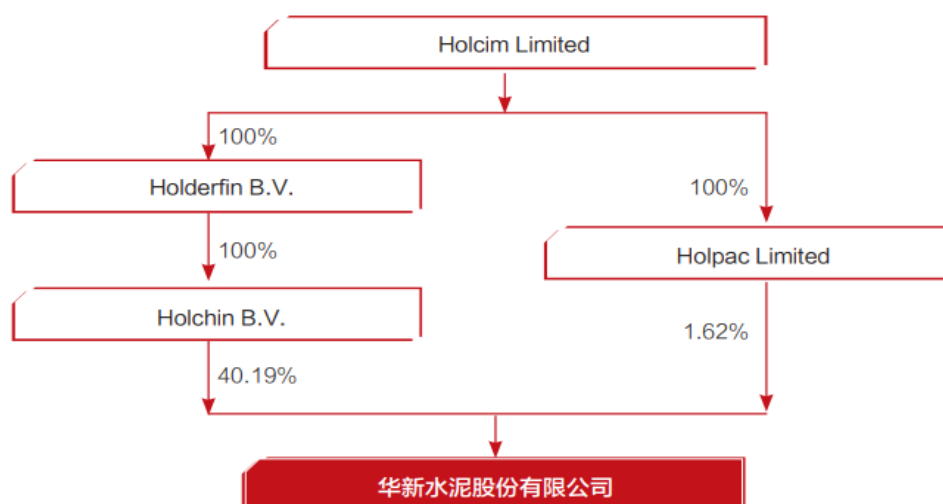 Holcim Limited
100%
Holderfin B.V.
100%
100%
Holpac Limited
Holchin B.V.
1.62%
40.19%
华新水泥股份有限公司